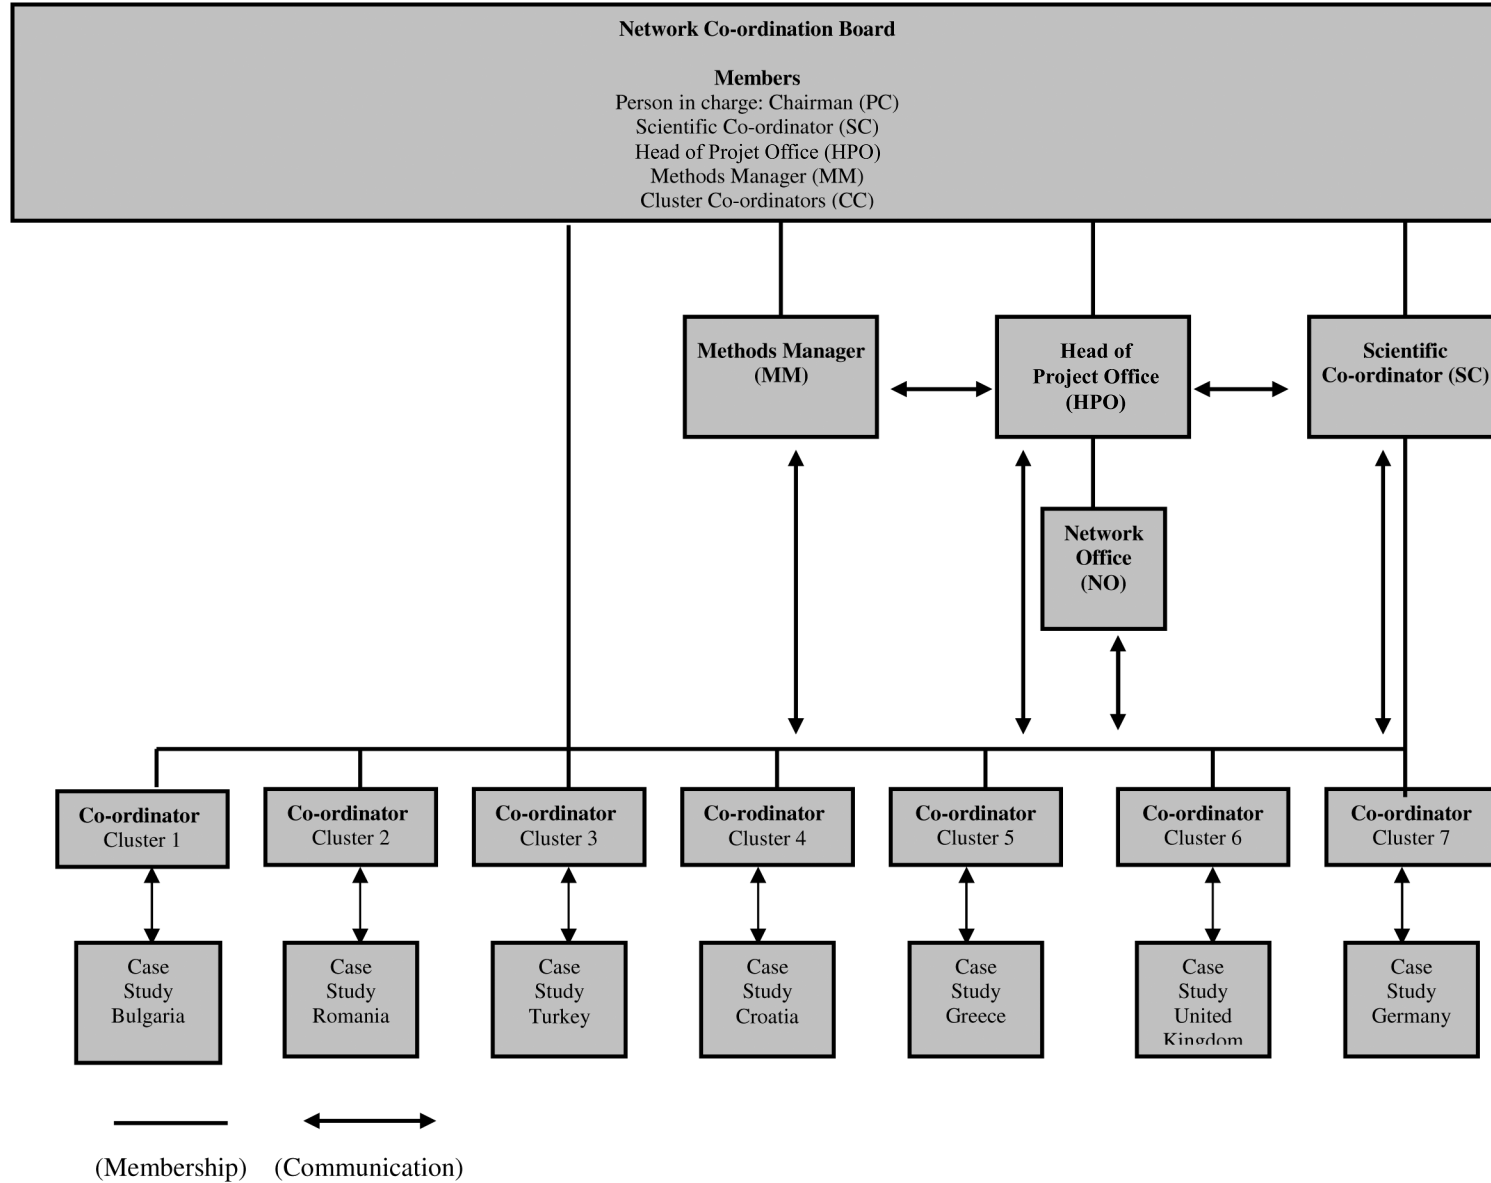 Network Co-ordination Board
Members
Person in charge: Chairman (PC)
Scientific Co-ordinator (SC)
Head of Projet Office (HPO)
Methods Manager (MM)
Cluster Co-ordinators (CC)
Methods Manager
(MM)
Head of
Project Office
(HPO)
Scientific
Co-ordinator (SC)
Network
Office
(NO)
Co-ordinator
Cluster 1
Co-ordinator
Cluster 2
Co-ordinator
Cluster 3
Co-rodinator
Cluster 4
Co-ordinator
Cluster 5
Co-ordinator
Cluster 6
Co-ordinator
Cluster 7
Case
Study
Bulgaria
Case
Study
Romania
Case
Study
Turkey
Case
Study
Croatia
Case
Study
Greece
Case
Study
United
Kingdom
Case
Study
Germany
(Membership)
(Communication)